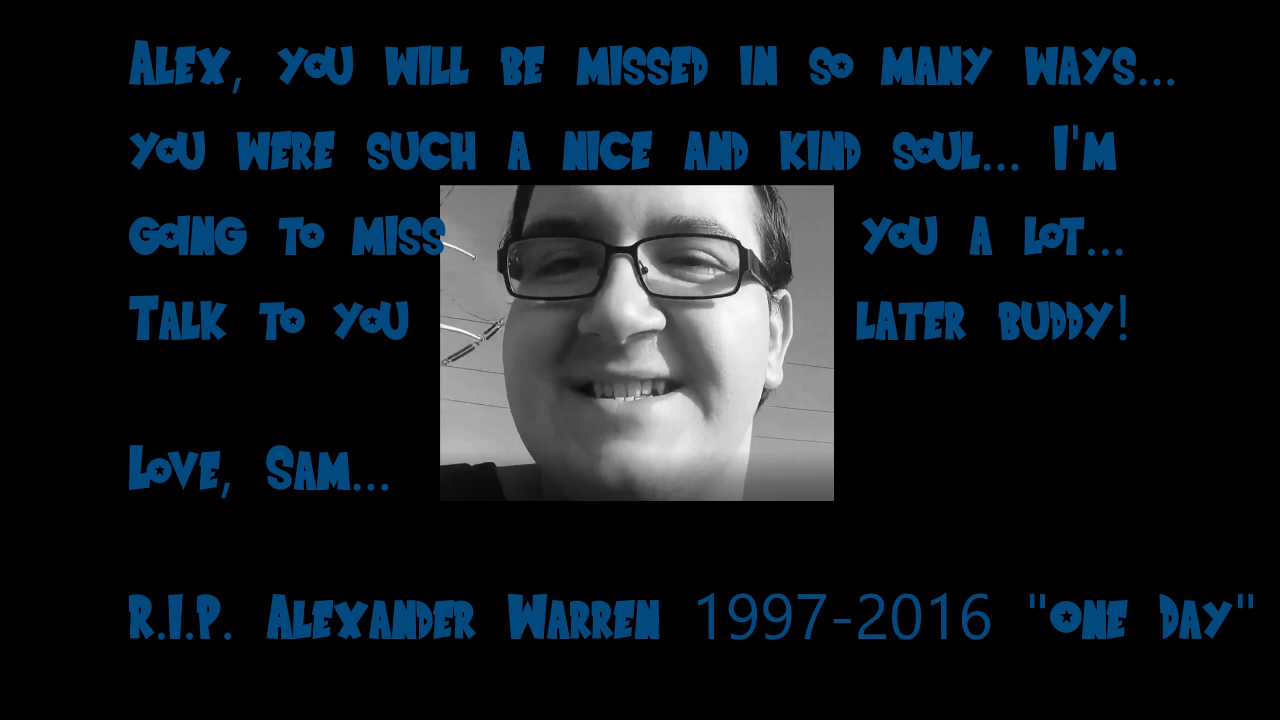 Alex, you will be missed in so many ways...
you were such a nice and kind soul... I'm
going to miss you a lot...
Talk to you later buddy!
Love, Sam...
R.I.P. Alexander Warren 1997-2016 "One Day"